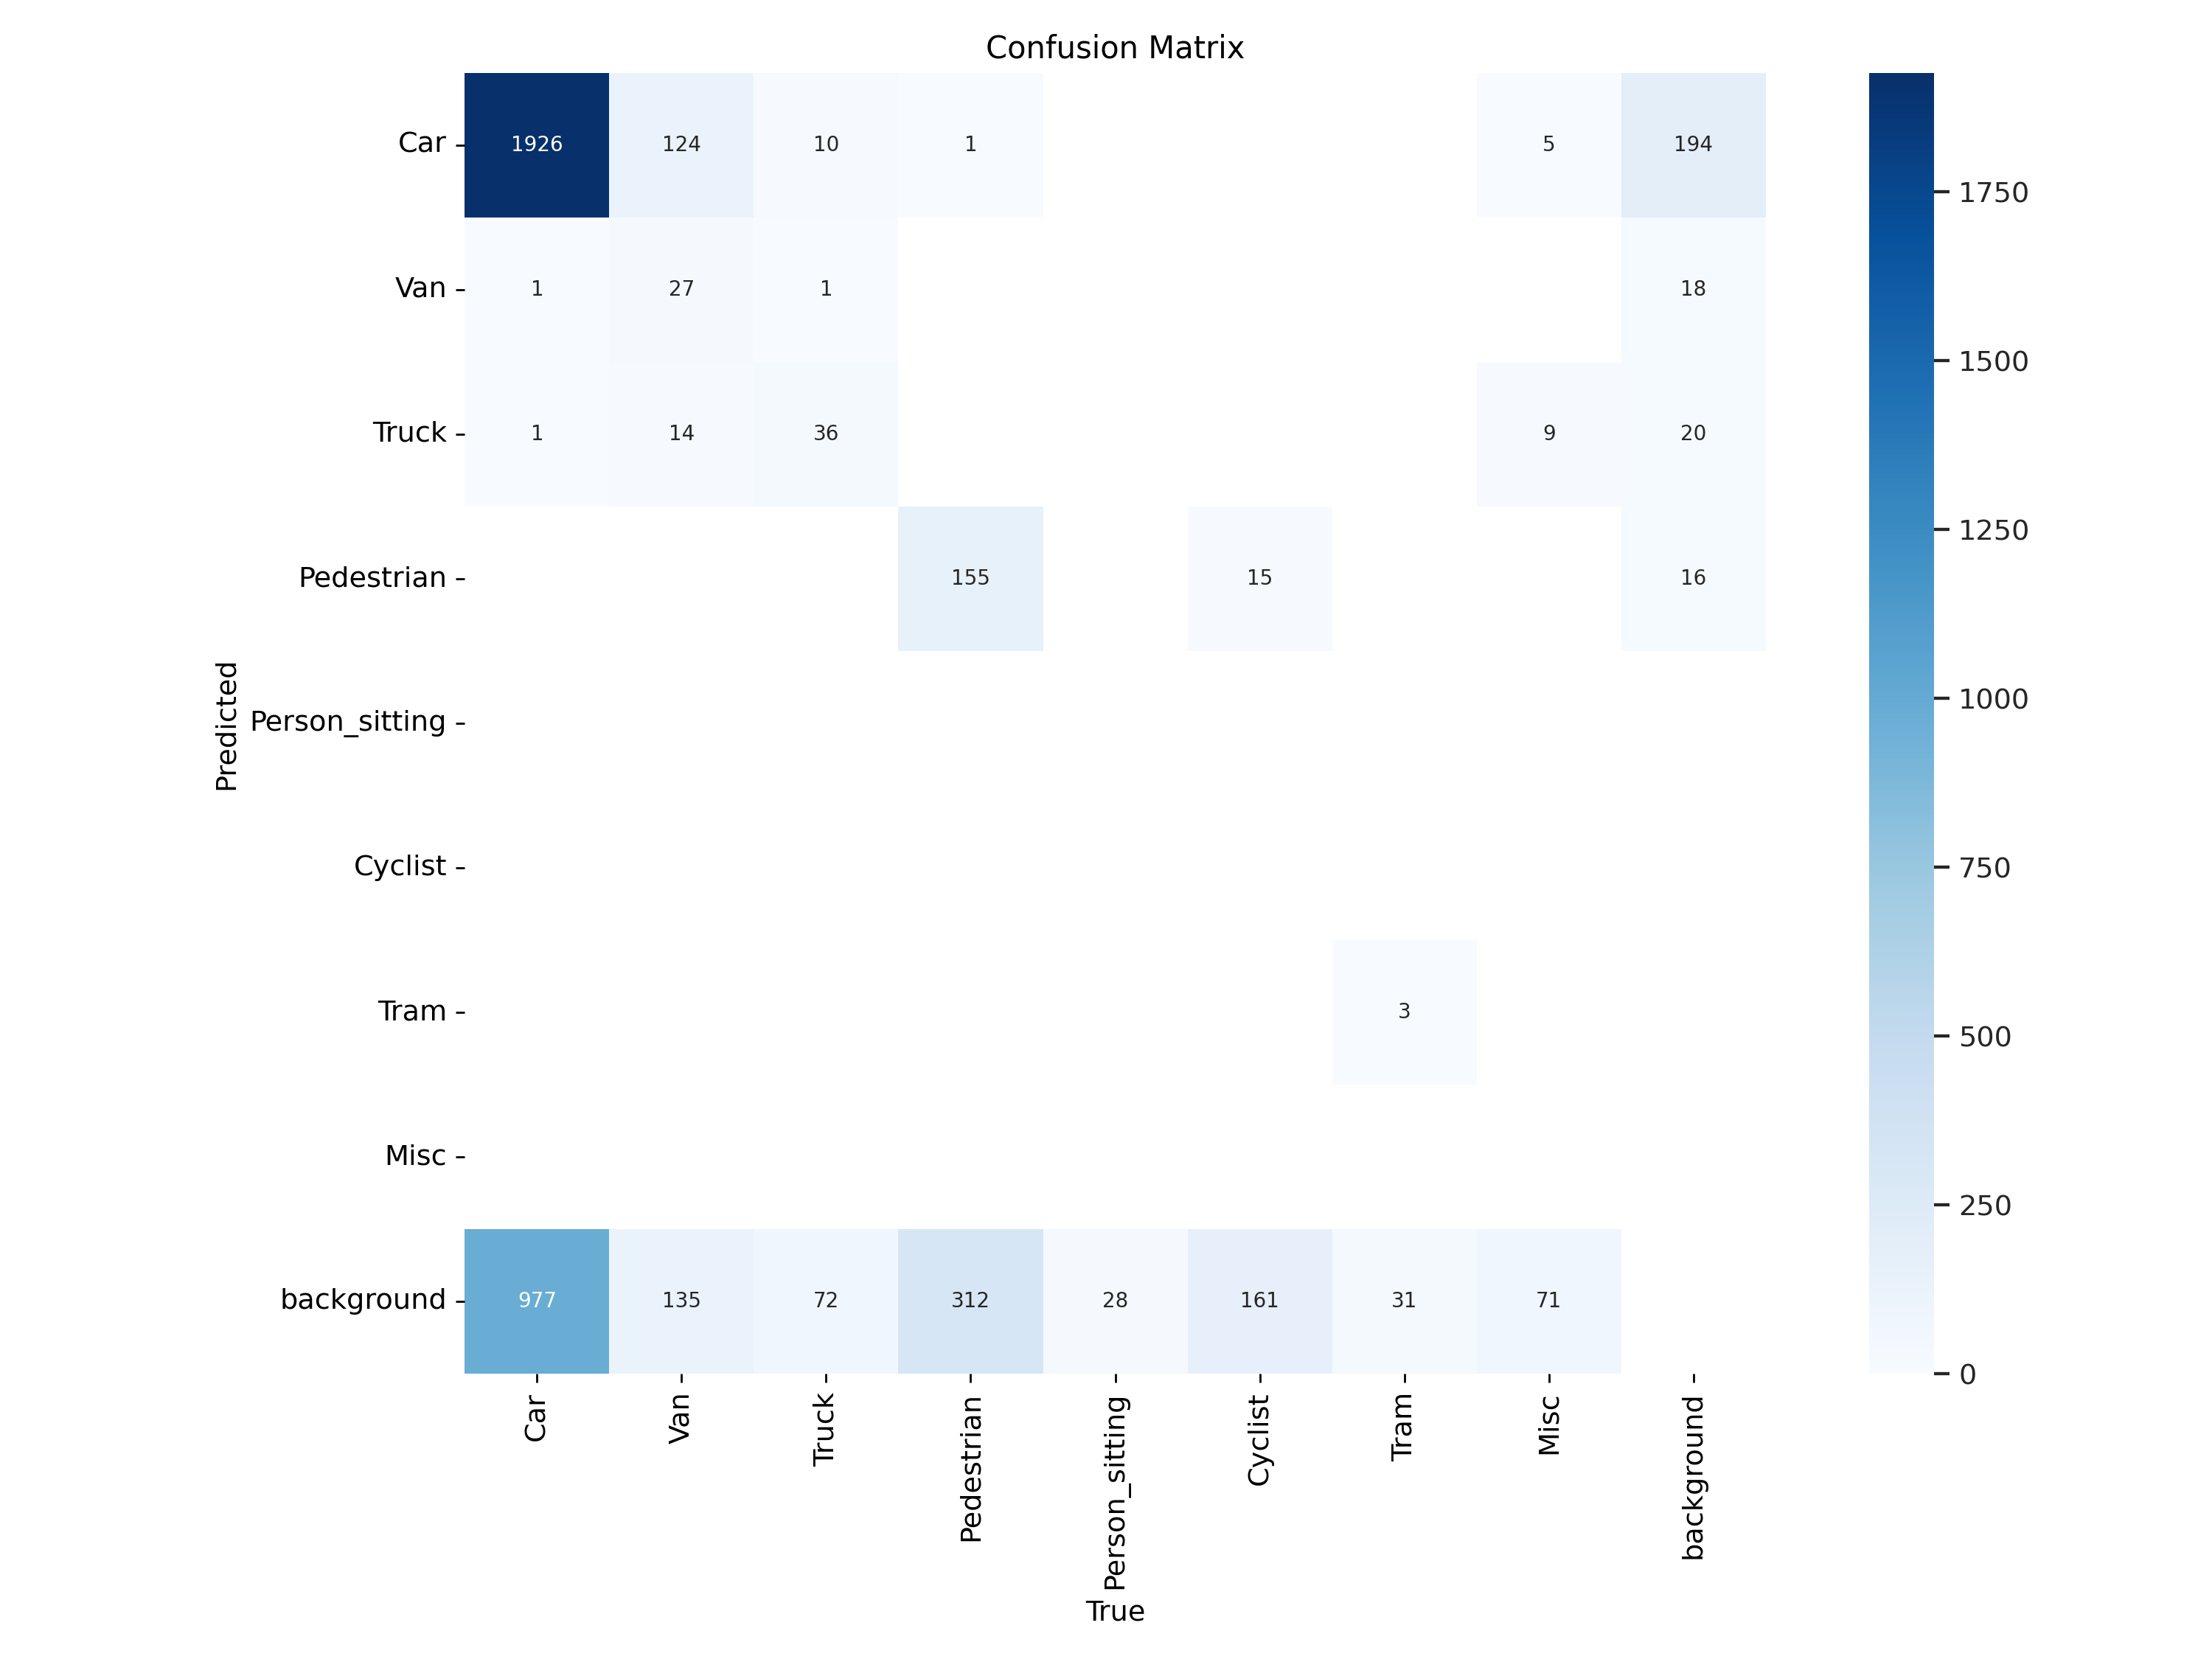 Confusion Matrix
Car 1926 124 10 1 5 194
Van 1 27 1 18
Truck 1 14 36 9 20
Pedestrian 155 15 16
Person_sitting
Cyclist
Tram 3
Misc
background 977 135 72 312 28 161 31 71
Predicted
Car Van Truck Pedestrian Person_sitting Cyclist Tram Misc background
True
1750
1500
1250
1000
750
500
250
0